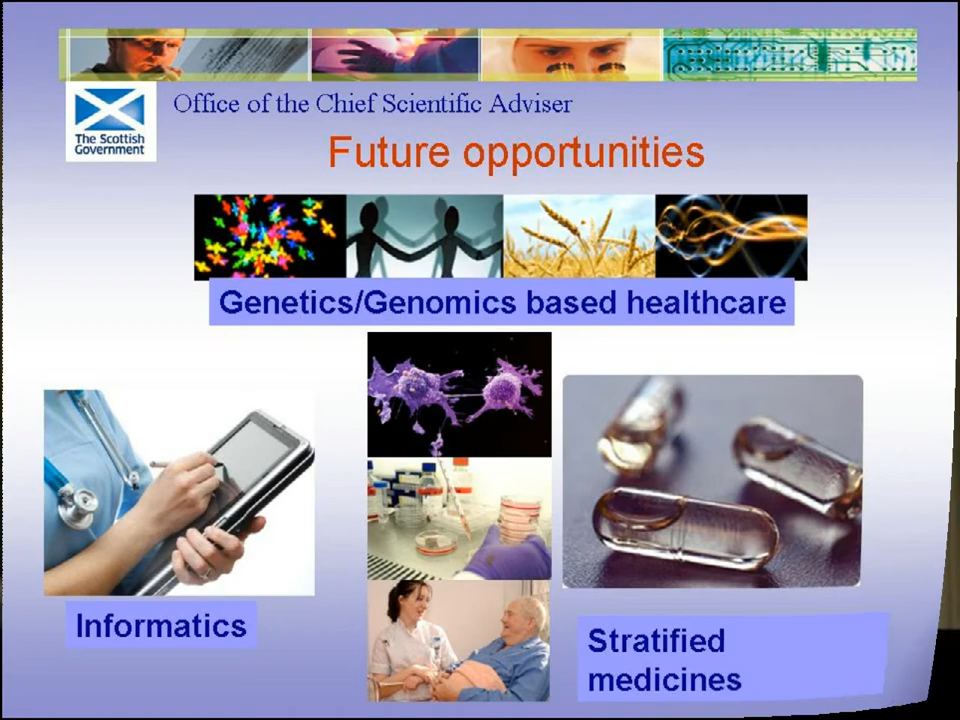 Office of the Chief Scientific Adviser
The Scottish
Government
Future opportunities
Genetics/Genomics based healthcare
Informatics
Stratified
medicines